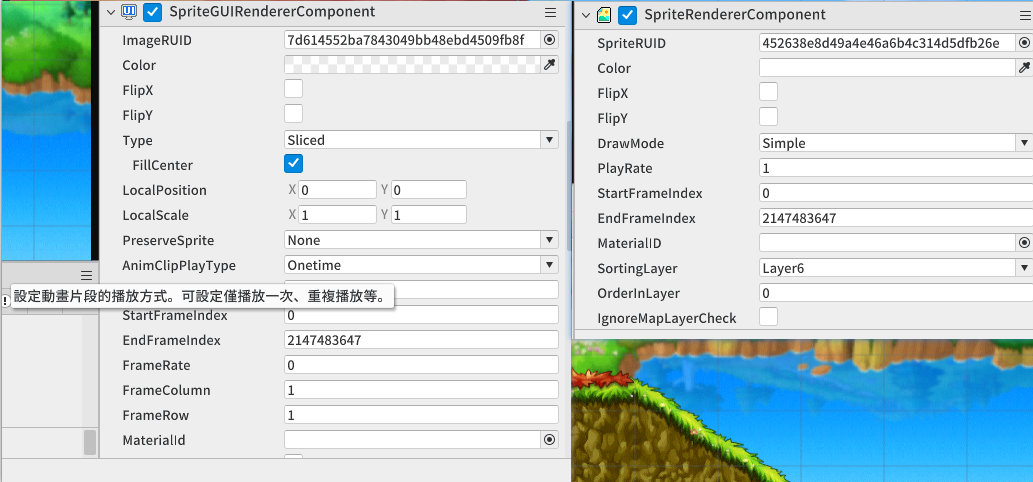 SpriteGUIRendererComponent
ImageRUID 7d614552ba7843049bb48ebd4509fb8f
Color
FlipX
FlipY
Type Sliced
FillCenter
LocalPosition X 0 Y 0
LocalScale X 1 Y 1
PreserveSprite None
AnimClipPlayType Onetime
設定動畫片段的播放方式。可設定僅播放一次、重複播放等。
StartFrameIndex 0
EndFrameIndex 2147483647
FrameRate 0
FrameColumn 1
FrameRow 1
MaterialId
SpriteRendererComponent
SpriteRUID 452638e8d49a4e46a6b4c314d5dfb26e
Color
FlipX
FlipY
DrawMode Simple
PlayRate 1
StartFrameIndex 0
EndFrameIndex 2147483647
MaterialID
SortingLayer Layer6
OrderInLayer 0
IgnoreMapLayerCheck